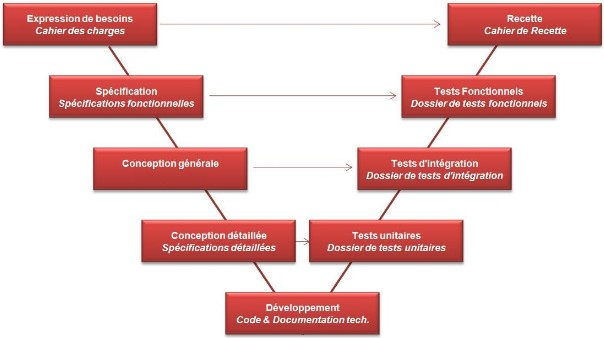 Expression de besoins
Cahier des charges
Recette
Cahier de Recette
Spécification
Spécifications fonctionnelles
Tests Fonctionnels
Dossier de tests fonctionnels
Conception générale
Tests d'intégration
Dossier de tests d'intégration
Conception détaillée
Spécifications détaillées
Tests unitaires
Dossier de tests unitaires
Développement
Code & Documentation tech.